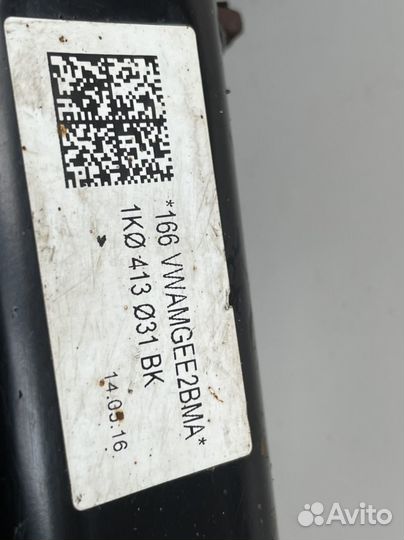 *166 VWAMGEE2BMA*
1KØ 413 Ø31 BK
14.05.16
Avito